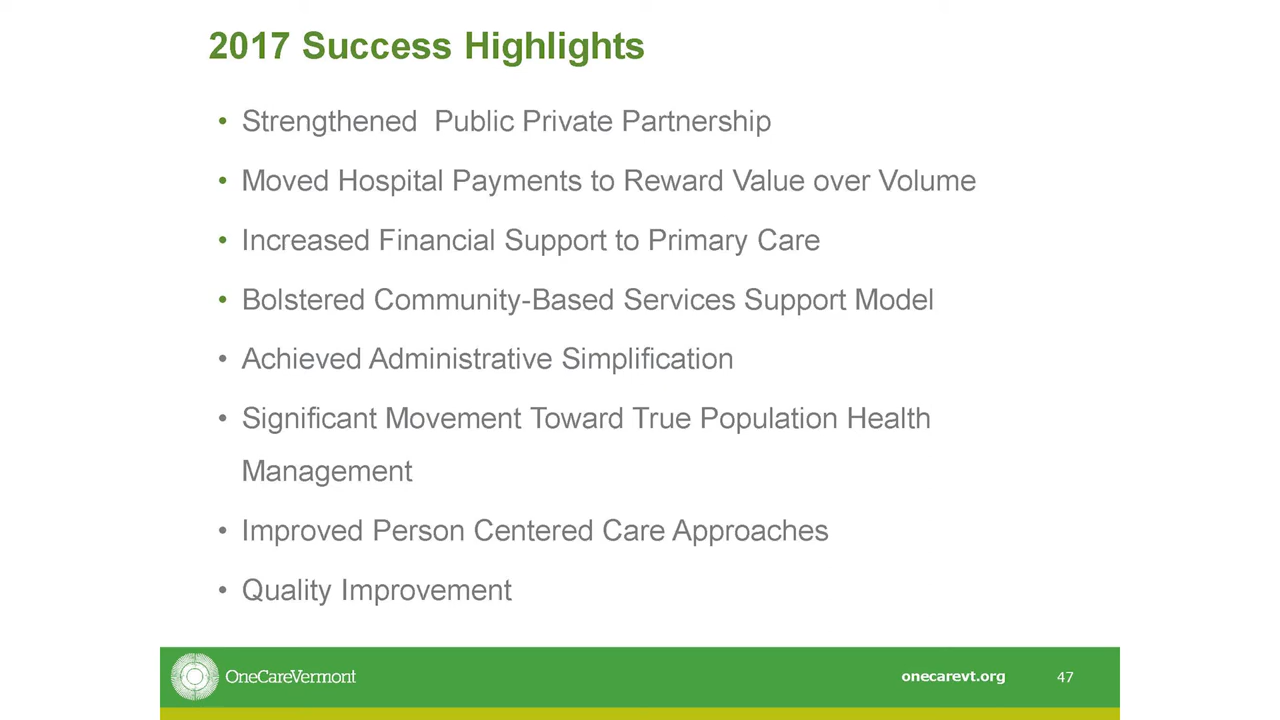 2017 Success Highlights
• Strengthened  Public Private Partnership
• Moved Hospital Payments to Reward Value over Volume
• Increased Financial Support to Primary Care
• Bolstered Community-Based Services Support Model
• Achieved Administrative Simplification
• Significant Movement Toward True Population Health
Management
• Improved Person Centered Care Approaches
• Quality Improvement
OneCareVermont
onecarevt.org
47